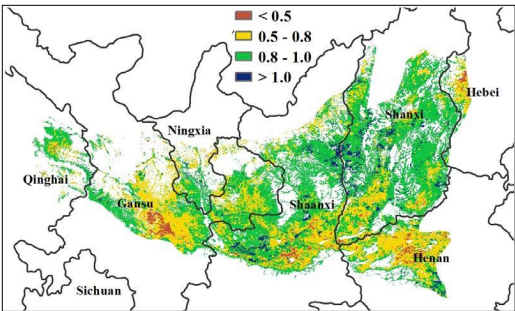 < 0.5
0.5 - 0.8
0.8 - 1.0
> 1.0
Hebei
Shanxi
Ningxia
Qinghai
Gansu
Shaanxi
Henan
Sichuan